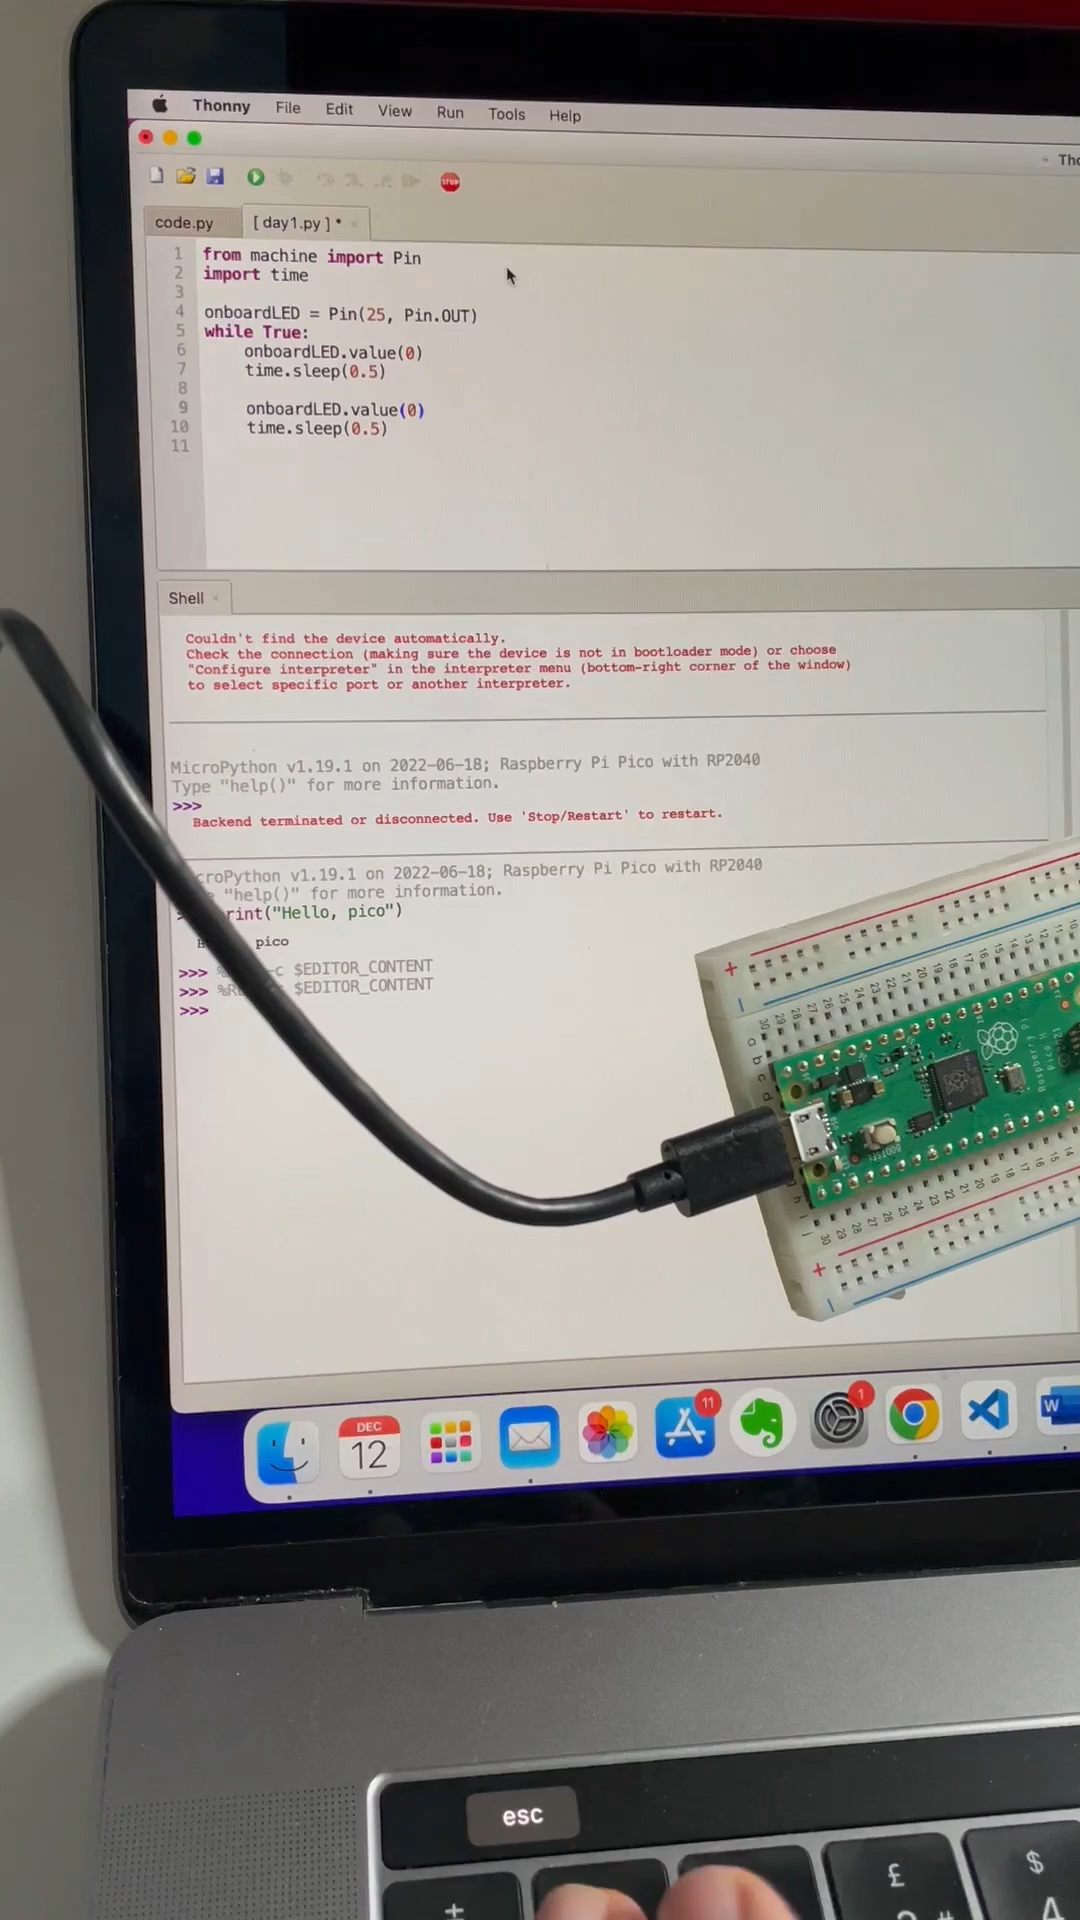 Thonny File Edit View Run Tools Help
Tho
code.py [ day1.py ] *
1 from machine import Pin
2 import time
3
4 onboardLED = Pin(25, Pin.OUT)
5 while True:
6 onboardLED.value(0)
7 time.sleep(0.5)
8
9 onboardLED.value(0)
10 time.sleep(0.5)
11
Shell
Couldn't find the device automatically.
Check the connection (making sure the device is not in bootloader mode) or choose
"Configure interpreter" in the interpreter menu (bottom-right corner of the window)
to select specific port or another interpreter.
MicroPython v1.19.1 on 2022-06-18; Raspberry Pi Pico with RP2040
Type "help()" for more information.
>>>
Backend terminated or disconnected. Use 'Stop/Restart' to restart.
croPython v1.19.1 on 2022-06-18; Raspberry Pi Pico with RP2040
"help()" for more information.
rint("Hello, pico")
pico
>>> -c $EDITOR_CONTENT
>>> $EDITOR_CONTENT
>>>
DEC
12
11
1
W
esc
£
$